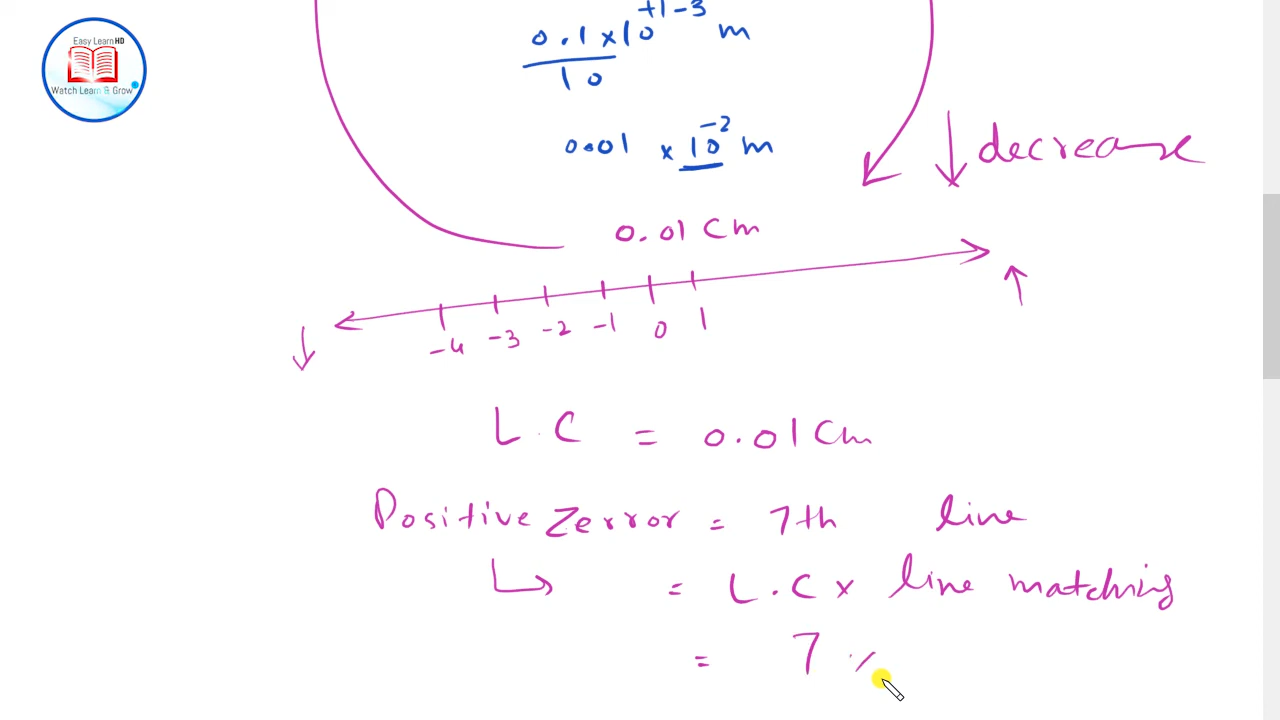 Easy Learn HD
Watch Learn & Grow
0.1 × 10^{+1-3} m
10
0.01 × 10^{-2} m
decrease
0.01 Cm
-4 -3 -2 -1 0 1
L.C = 0.01 Cm
Positive Zerror = 7th line
= L.C × line matching
= 7